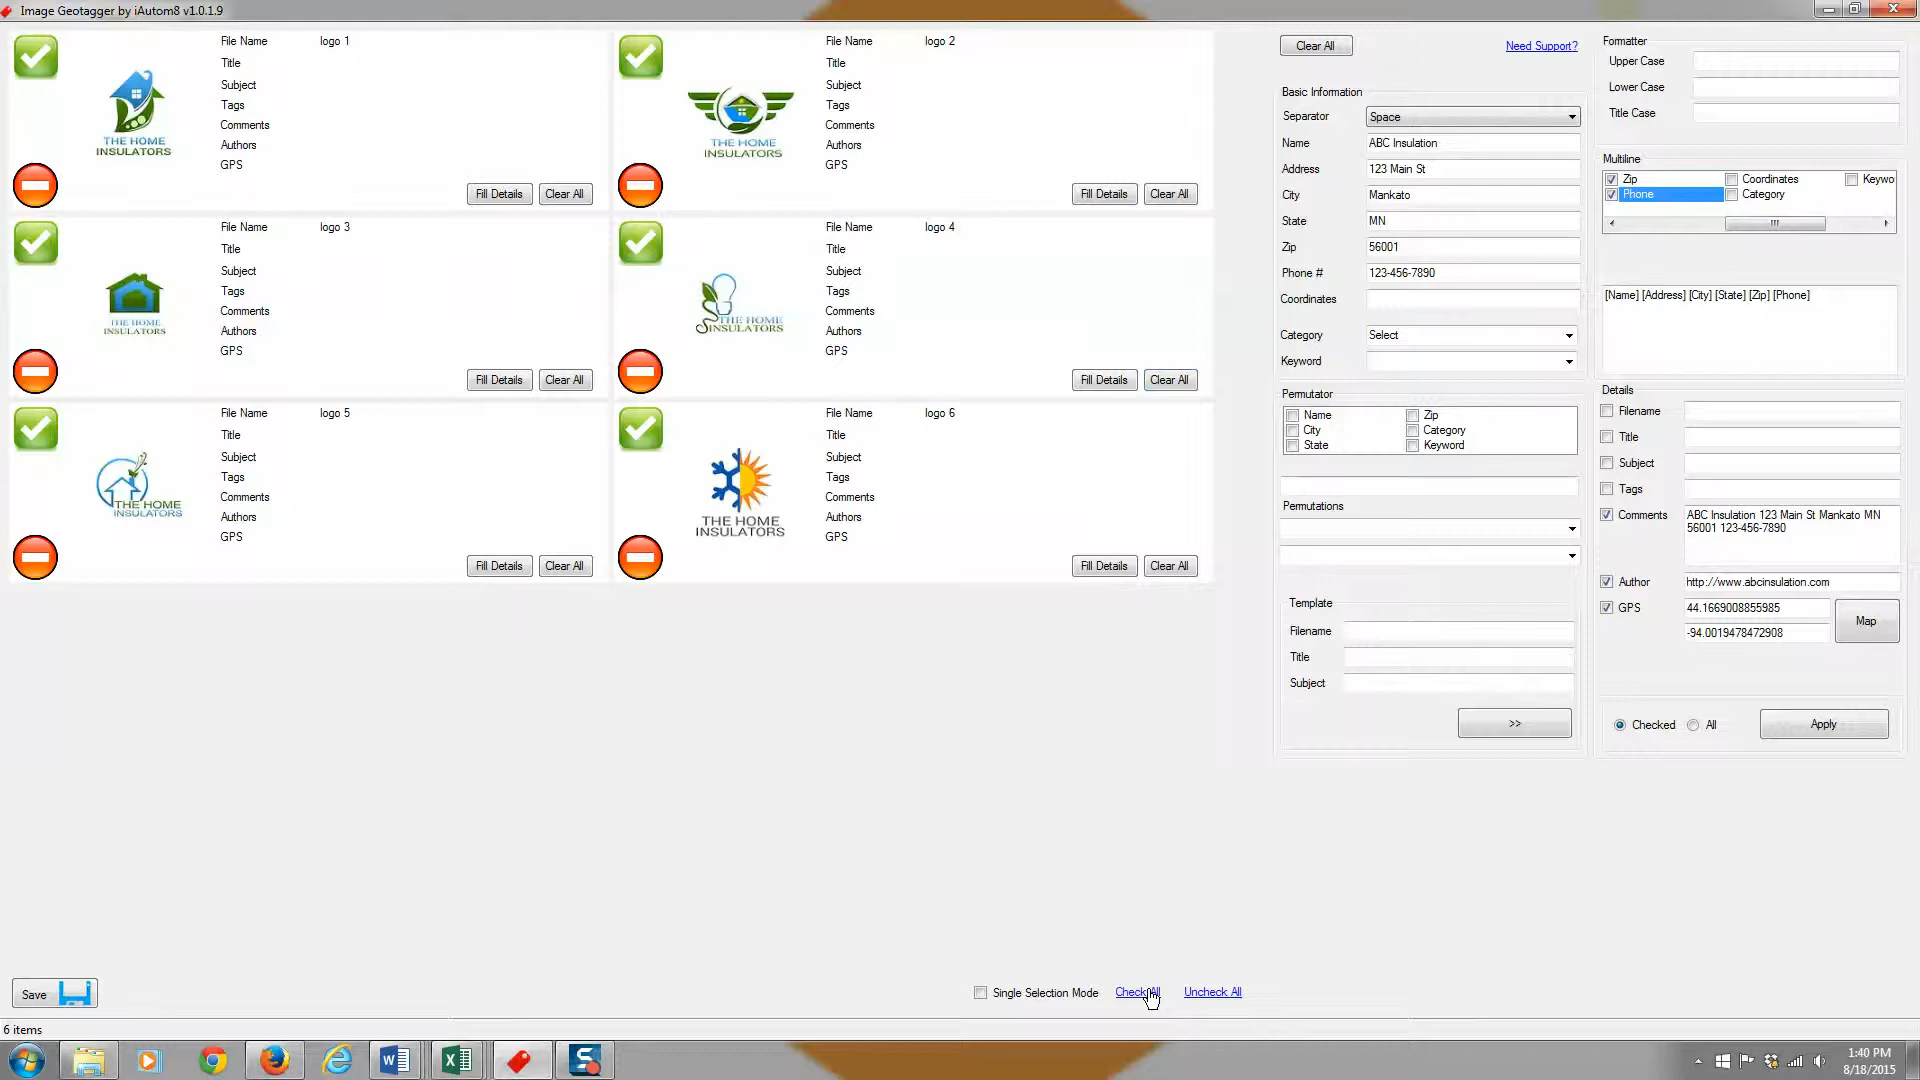 Image Geotagger by iAutom8 v1.0.1.9
File Name logo 1
Title
Subject
Tags
Comments
Authors
GPS
THE HOME
INSULATORS
Fill Details Clear All
File Name logo 2
Title
Subject
Tags
Comments
Authors
GPS
THE HOME
INSULATORS
Fill Details Clear All
File Name logo 3
Title
Subject
Tags
Comments
Authors
GPS
THE HOME
INSULATORS
Fill Details Clear All
File Name logo 4
Title
Subject
Tags
Comments
Authors
GPS
THE HOME
INSULATORS
Fill Details Clear All
File Name logo 5
Title
Subject
Tags
Comments
Authors
GPS
THE HOME
INSULATORS
Fill Details Clear All
File Name logo 6
Title
Subject
Tags
Comments
Authors
GPS
THE HOME
INSULATORS
Fill Details Clear All
Clear All Need Support?
Basic Information
Separator Space
Name ABC Insulation
Address 123 Main St
City Mankato
State MN
Zip 56001
Phone # 123-456-7890
Coordinates
Category Select
Keyword
Permutator
Name Zip
City Category
State Keyword
Permutations
Template
Filename
Title
Subject
>>
Formatter
Upper Case
Lower Case
Title Case
Multiline
Zip Coordinates Keywo
Phone Category
[Name] [Address] [City] [State] [Zip] [Phone]
Details
Filename
Title
Subject
Tags
Comments ABC Insulation 123 Main St Mankato MN
56001 123-456-7890
Author http://www.abcinsulation.com
GPS 44.1669008855985
-94.0019478472908
Map
Checked All Apply
Save
Single Selection Mode Check All Uncheck All
6 items
1:40 PM
8/18/2015